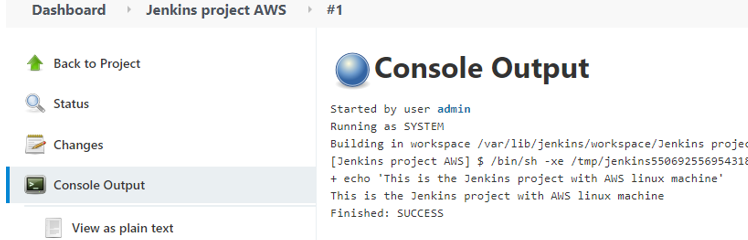 Dashboard Jenkins project AWS #1
Back to Project
Status
Changes
Console Output
View as plain text
Console Output
Started by user admin
Running as SYSTEM
Building in workspace /var/lib/jenkins/workspace/Jenkins projec
[Jenkins project AWS] $ /bin/sh -xe /tmp/jenkins550692556954318
+ echo 'This is the Jenkins project with AWS linux machine'
This is the Jenkins project with AWS linux machine
Finished: SUCCESS